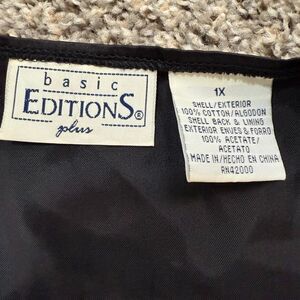 basic
EDITIONS®
plus
1X
SHELL/EXTERIOR
100% COTTON/ALGODON
SHELL BACK & LINING
EXTERIOR ENVES & FORRO
100% ACETATE/
ACETATO
MADE IN/HECHO EN CHINA
RN42000